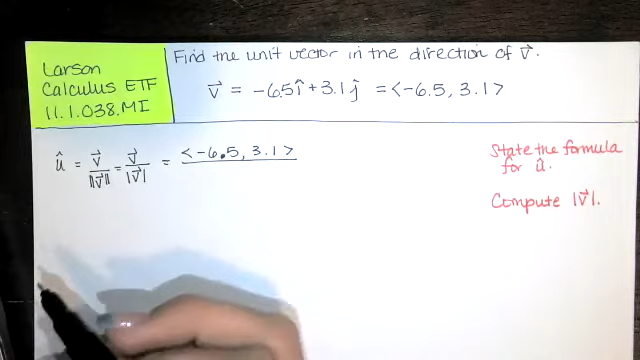 Larson
Calculus ETF
11.1.038.MI
Find the unit vector in the direction of v⃗.
v⃗ = -6.5î + 3.1ĵ = <-6.5, 3.1>
û = v⃗/‖v⃗‖ = v⃗/|v⃗| = <-6.5, 3.1>
State the formula
for û.
Compute |v⃗|.